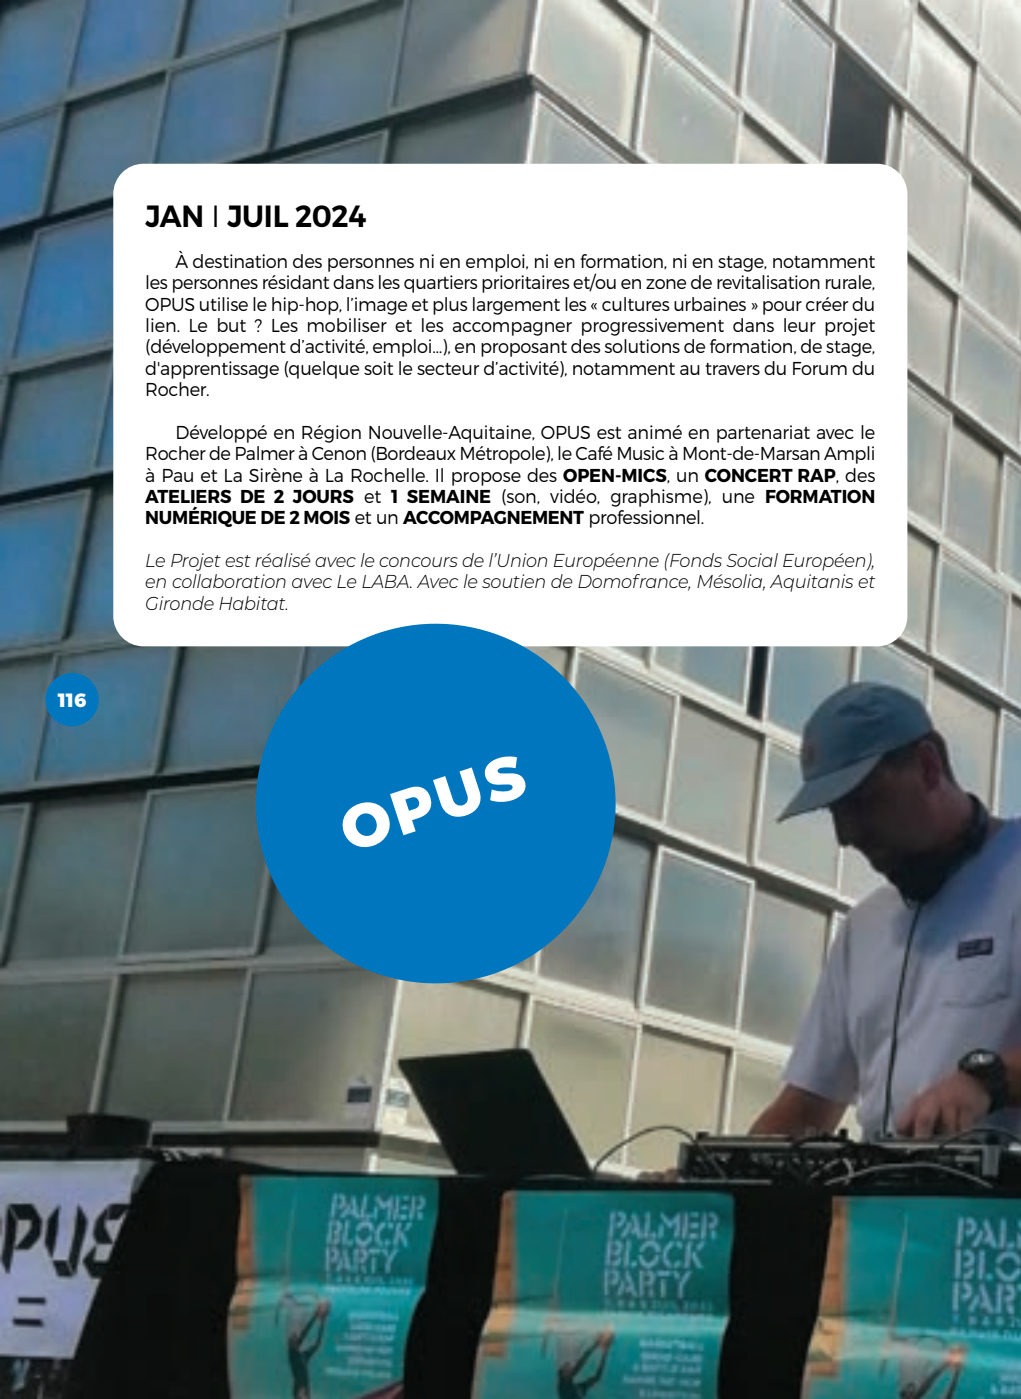 JAN | JUIL 2024
À destination des personnes ni en emploi, ni en formation, ni en stage, notamment
les personnes résidant dans les quartiers prioritaires et/ou en zone de revitalisation rurale,
OPUS utilise le hip-hop, l'image et plus largement les « cultures urbaines » pour créer du
lien. Le but ? Les mobiliser et les accompagner progressivement dans leur projet
(développement d'activité, emploi...), en proposant des solutions de formation, de stage,
d'apprentissage (quelque soit le secteur d'activité), notamment au travers du Forum du
Rocher.
Développé en Région Nouvelle-Aquitaine, OPUS est animé en partenariat avec le
Rocher de Palmer à Cenon (Bordeaux Métropole), le Café Music à Mont-de-Marsan Ampli
à Pau et La Sirène à La Rochelle. Il propose des OPEN-MICS, un CONCERT RAP, des
ATELIERS DE 2 JOURS et 1 SEMAINE (son, vidéo, graphisme), une FORMATION
NUMÉRIQUE DE 2 MOIS et un ACCOMPAGNEMENT professionnel.
Le Projet est réalisé avec le concours de l'Union Européenne (Fonds Social Européen),
en collaboration avec Le LABA. Avec le soutien de Domofrance, Mésolia, Aquitanis et
Gironde Habitat.
116
OPUS
PUS
=
PALMER
BLOCK
PARTY
PALMER
BLOCK
PARTY
PAL
BLO
PAR